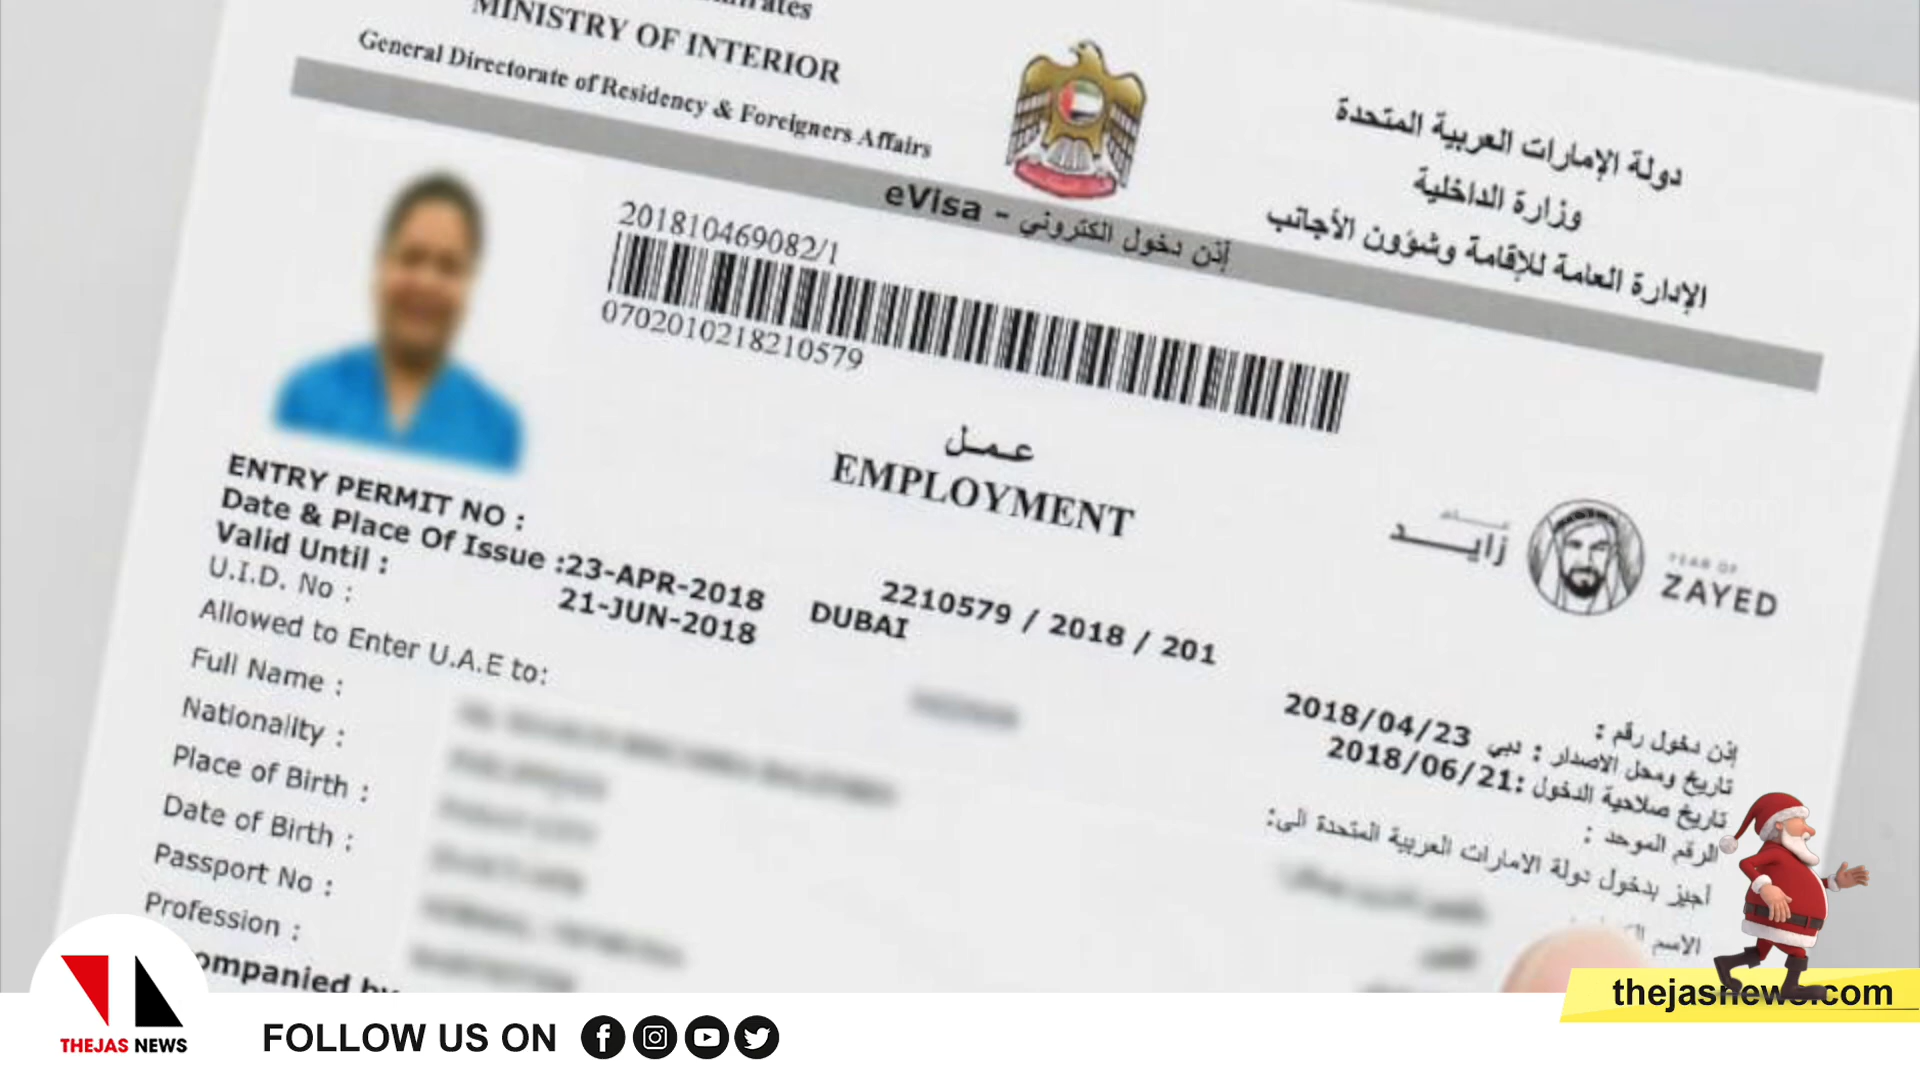 MINISTRY OF INTERIOR
General Directorate of Residency & Foreigners Affairs
دولة الإمارات العربية المتحدة
وزارة الداخلية
الإدارة العامة للإقامة وشؤون الأجانب
eVisa - إذن دخول الكتروني
201810469082/1
0702010218210579
عمل
EMPLOYMENT
زايد
YEAR OF
ZAYED
ENTRY PERMIT NO :
2210579 / 2018 / 201
Date & Place Of Issue :23-APR-2018 DUBAI
Valid Until : 21-JUN-2018
U.I.D. No :
Allowed to Enter U.A.E to:
Full Name :
Nationality :
Place of Birth :
Date of Birth :
Passport No :
Profession :
إذن دخول رقم :
تاريخ ومحل الاصدار : دبي 2018/04/23
تاريخ صلاحية الدخول :2018/06/21
الرقم الموحد :
أجيز بدخول دولة الامارات العربية المتحدة الى:
الاسم
THEJAS NEWS
FOLLOW US ON
thejasnews.com